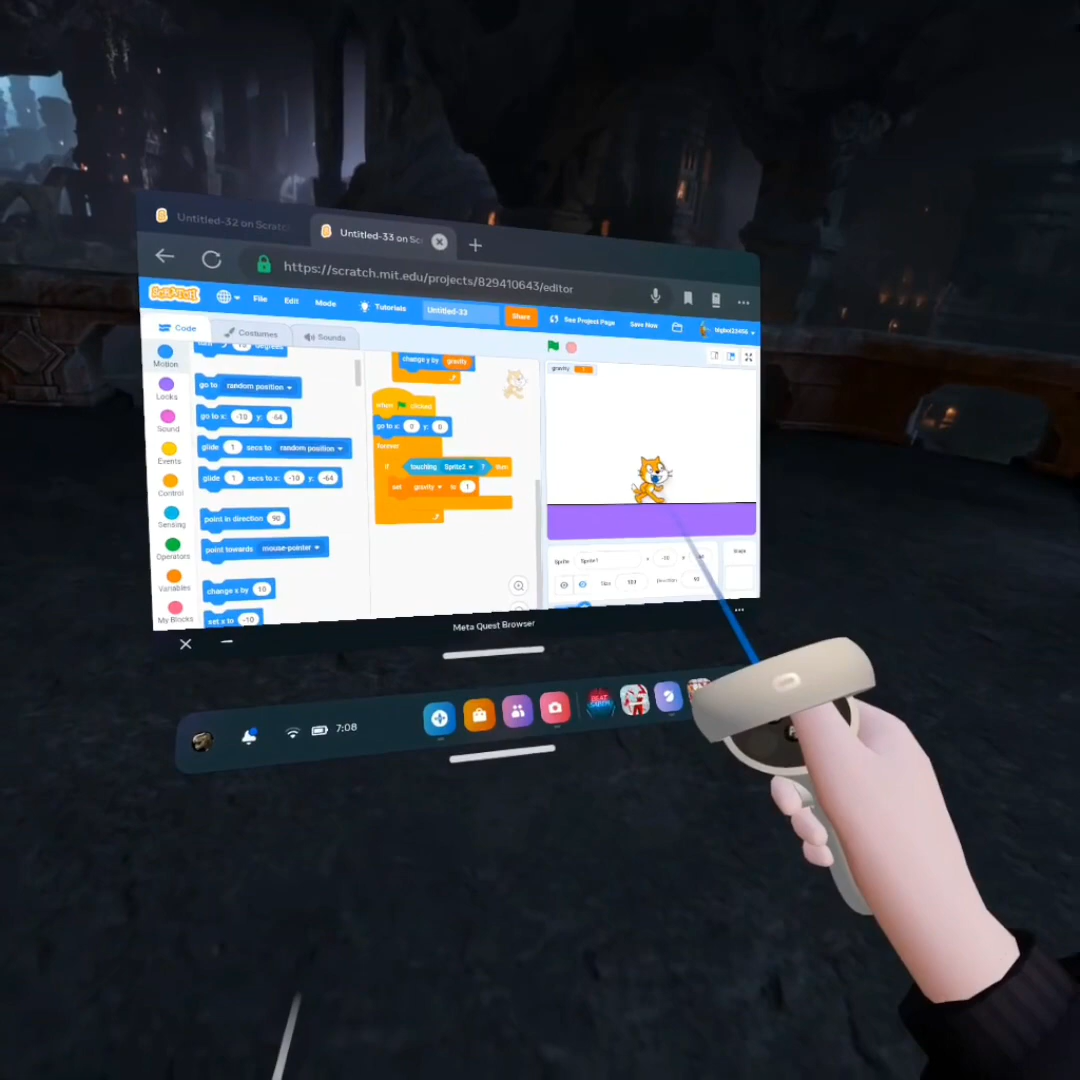 Untitled-32 on Scratc
Untitled-33 on Sc
https://scratch.mit.edu/projects/829410643/editor
SCRATCH
File
Edit
Mode
Tutorials
Untitled-33
Share
See Project Page
Save Now
Code
Costumes
Sounds
Motion
Looks
Sound
Events
Control
Sensing
Operators
Variables
My Blocks
go to random position
go to x: -10 y: -64
glide 1 secs to random position
glide 1 secs to x: -10 y: -64
point in direction 90
point towards mouse-pointer
change x by 10
set x to -10
change y by gravity
when clicked
go to x: 0 y: 0
forever
if touching Sprite2 ? then
set gravity to 1
gravity
Sprite Sprite1 x y
Size 100 Direction 90
Stage
Meta Quest Browser
7:08
BEAT SABER